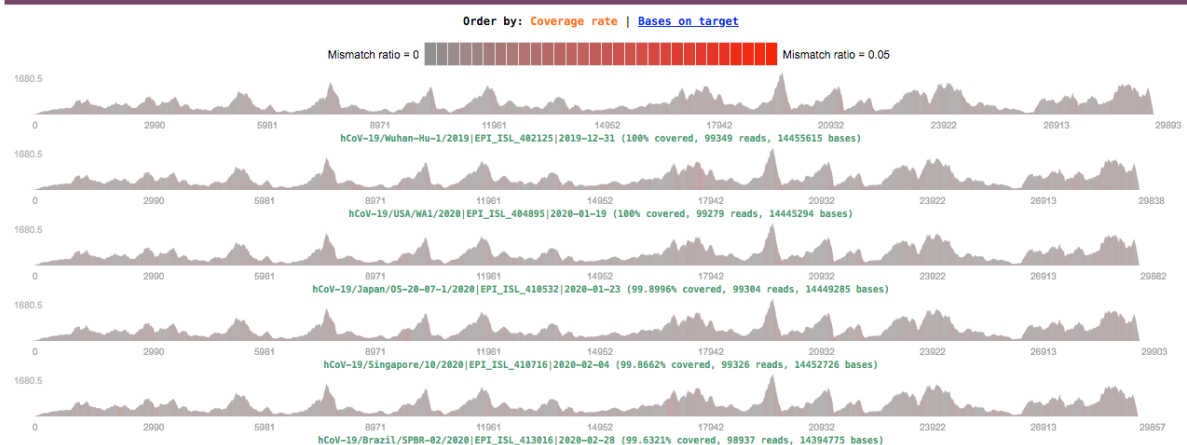 Order by: Coverage rate | Bases on target
Mismatch ratio = 0 Mismatch ratio = 0.05
1680.5
0 2990 5981 8971 11961 14952 17942 20932 23922 26913 29893
hCoV-19/Wuhan-Hu-1/2019|EPI_ISL_402125|2019-12-31 (100% covered, 99349 reads, 14455615 bases)
1680.5
0 2990 5981 8971 11961 14952 17942 20932 23922 26913 29838
hCoV-19/USA/WA1/2020|EPI_ISL_404895|2020-01-19 (100% covered, 99279 reads, 14445294 bases)
1680.5
0 2990 5981 8971 11961 14952 17942 20932 23922 26913 29882
hCoV-19/Japan/OS-20-07-1/2020|EPI_ISL_410532|2020-01-23 (99.8996% covered, 99304 reads, 14449285 bases)
1680.5
0 2990 5981 8971 11961 14952 17942 20932 23922 26913 29903
hCoV-19/Singapore/10/2020|EPI_ISL_410716|2020-02-04 (99.8662% covered, 99326 reads, 14452726 bases)
1680.5
0 2990 5981 8971 11961 14952 17942 20932 23922 26913 29857
hCoV-19/Brazil/SPBR-02/2020|EPI_ISL_413016|2020-02-28 (99.6321% covered, 98937 reads, 14394775 bases)